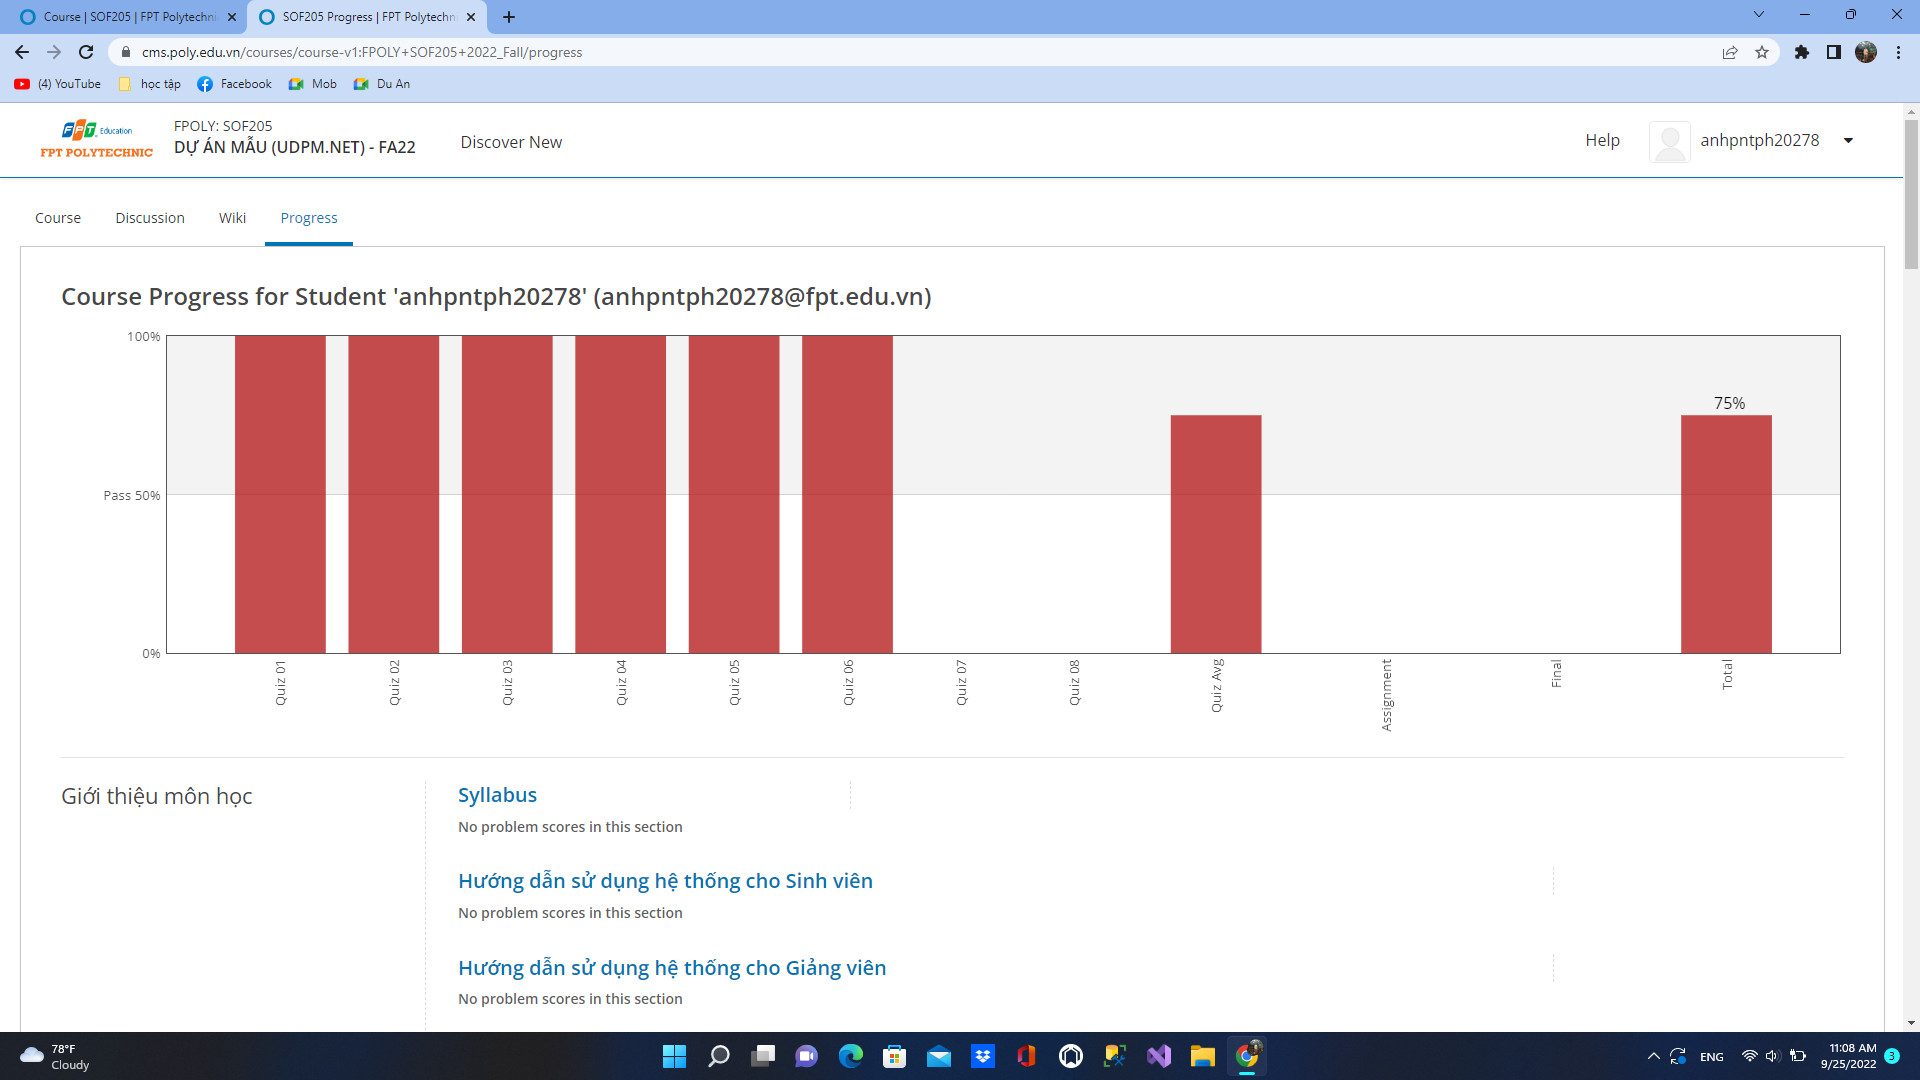 Course | SOF205 | FPT Polytechni
SOF205 Progress | FPT Polytechn
cms.poly.edu.vn/courses/course-v1:FPOLY+SOF205+2022_Fall/progress
(4) YouTube
học tập
Facebook
Mob
Du An
FPT Education
FPT POLYTECHNIC
FPOLY: SOF205
DỰ ÁN MẪU (UDPM.NET) - FA22
Discover New
Help
anhpntph20278
Course
Discussion
Wiki
Progress
Course Progress for Student 'anhpntph20278' (anhpntph20278@fpt.edu.vn)
100%
Pass 50%
0%
75%
Quiz 01
Quiz 02
Quiz 03
Quiz 04
Quiz 05
Quiz 06
Quiz 07
Quiz 08
Quiz Avg
Assignment
Final
Total
Giới thiệu môn học
Syllabus
No problem scores in this section
Hướng dẫn sử dụng hệ thống cho Sinh viên
No problem scores in this section
Hướng dẫn sử dụng hệ thống cho Giảng viên
No problem scores in this section
78°F
Cloudy
ENG
11:08 AM
9/25/2022
3